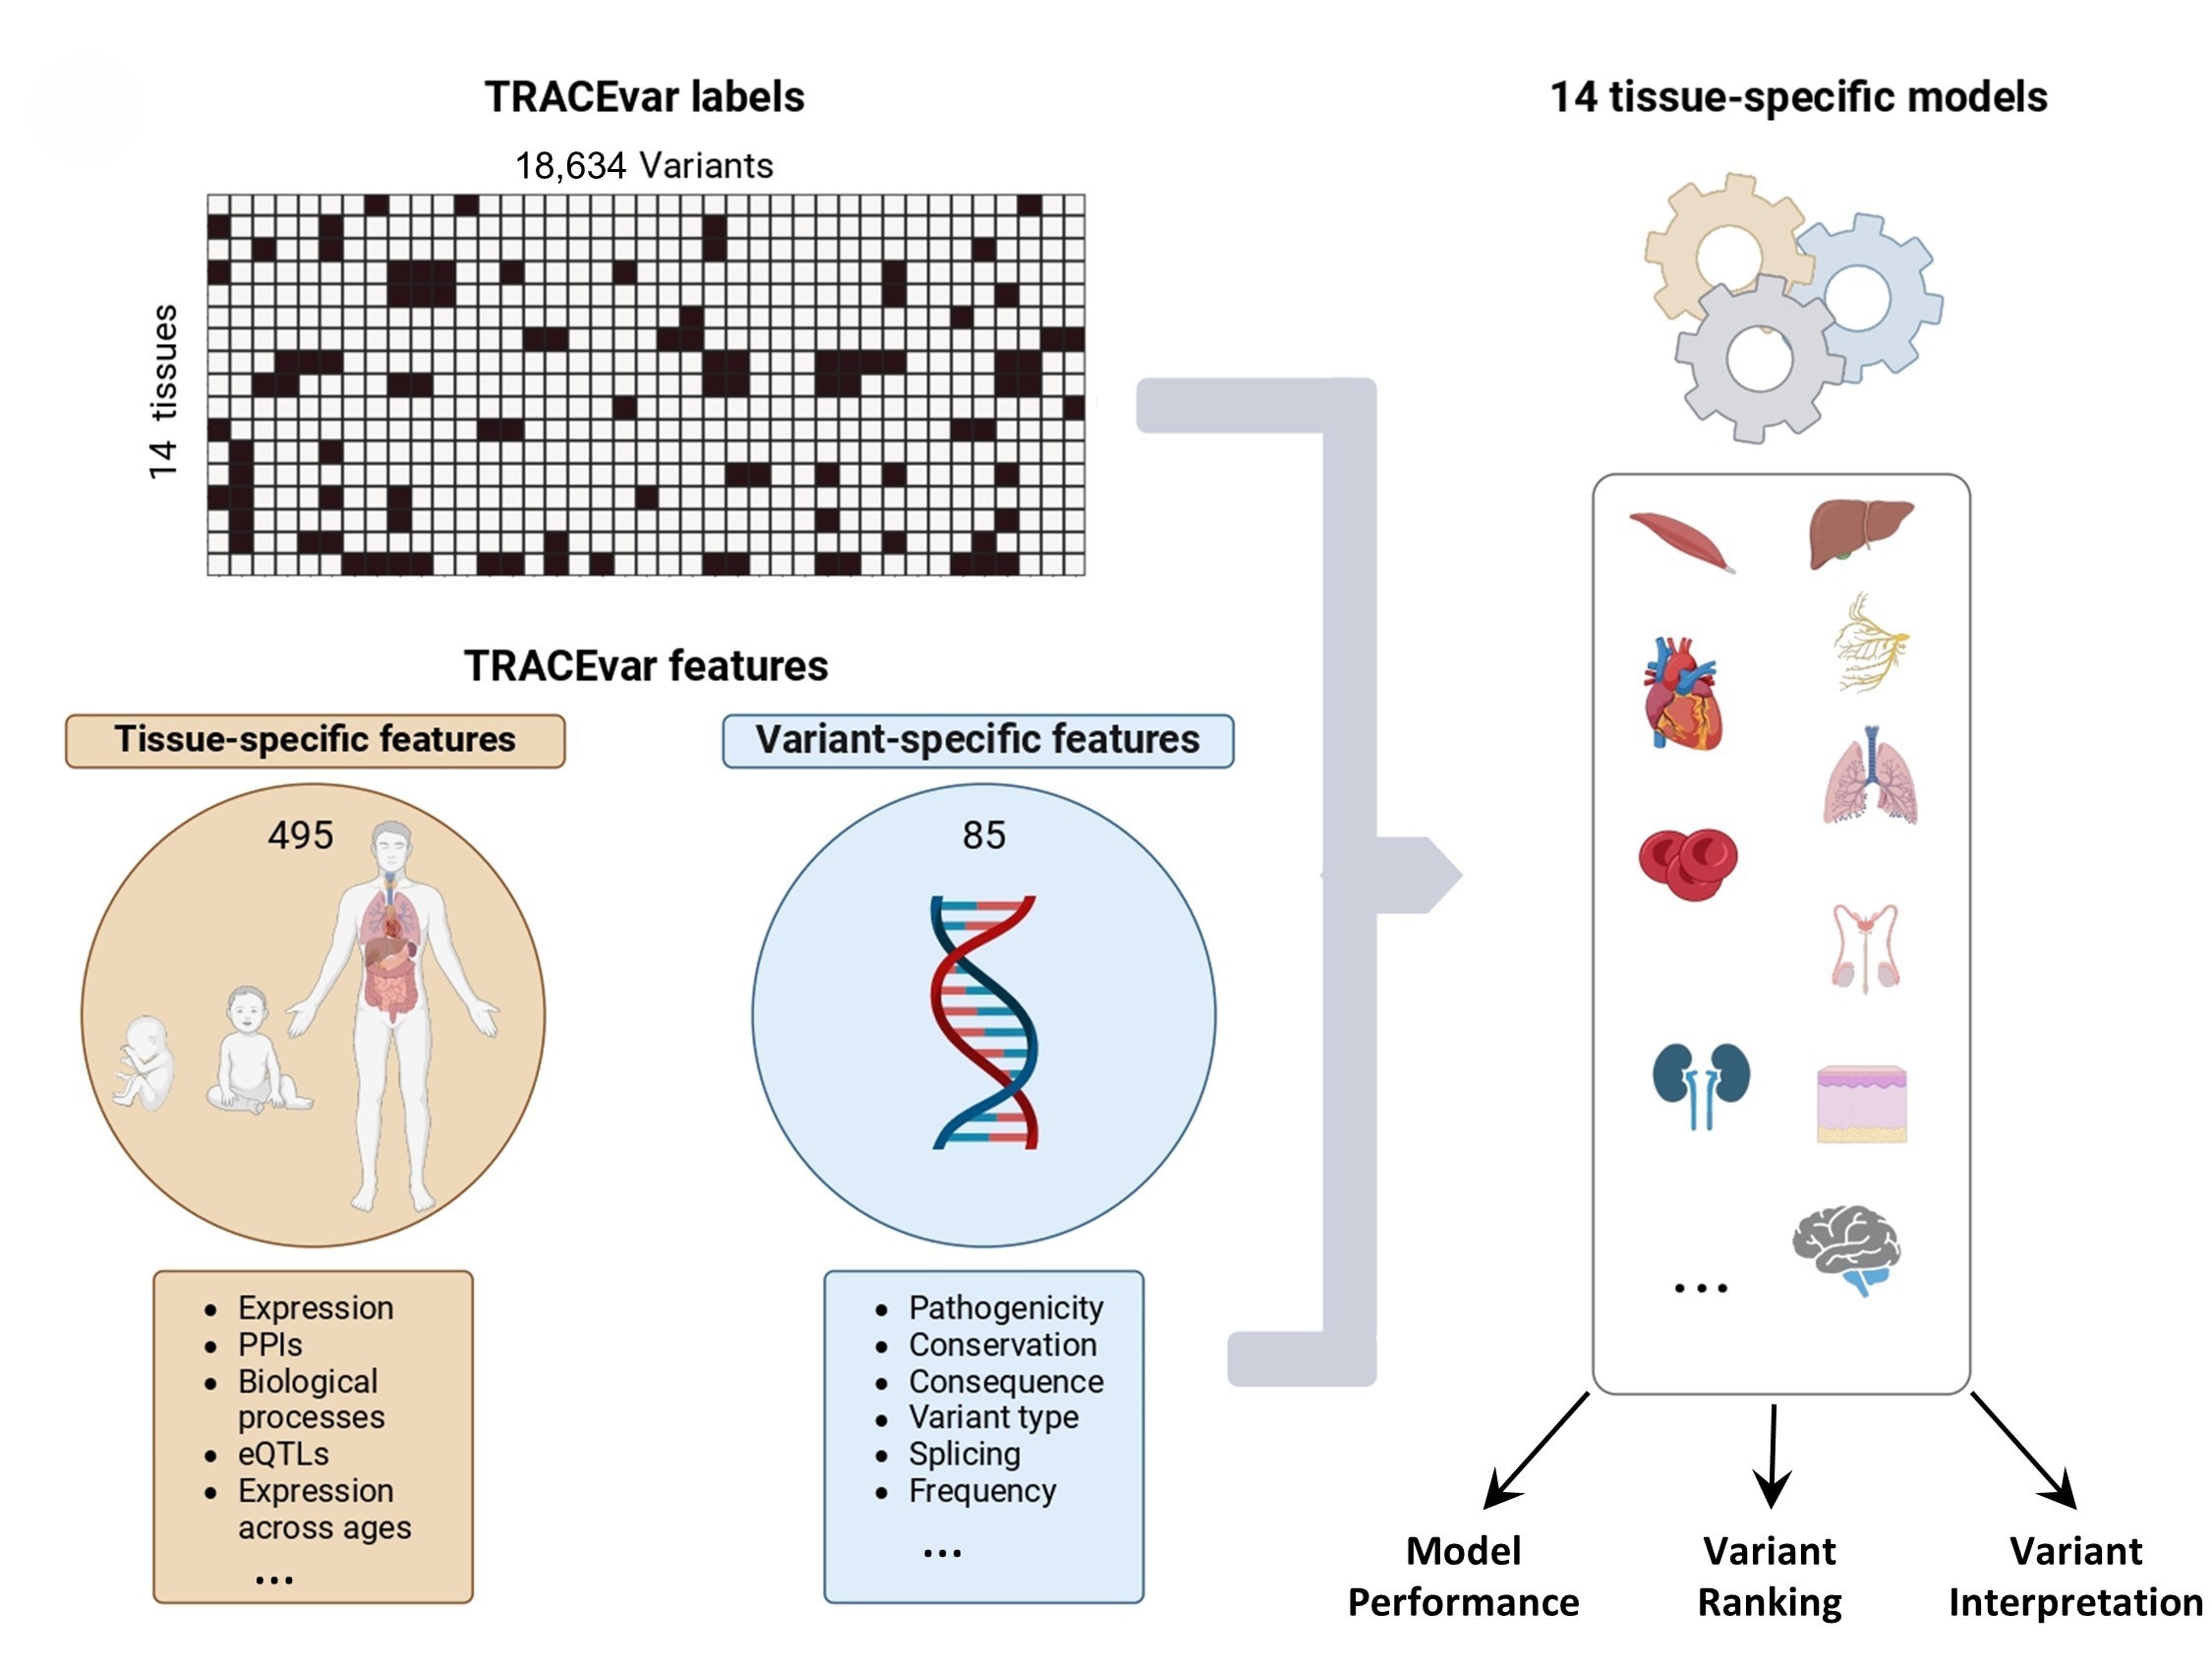 TRACEvar labels
18,634 Variants
14 tissues
TRACEvar features
Tissue-specific features
495
• Expression
• PPIs
• Biological
processes
• eQTLs
• Expression
across ages
...
Variant-specific features
85
• Pathogenicity
• Conservation
• Consequence
• Variant type
• Splicing
• Frequency
...
14 tissue-specific models
...
Model
Performance
Variant
Ranking
Variant
Interpretation